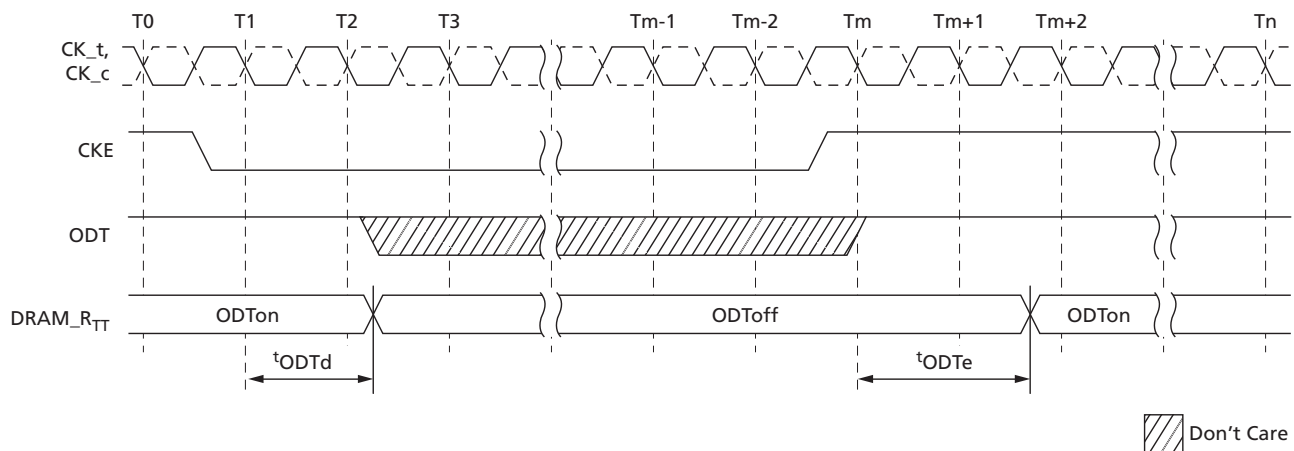 T0 T1 T2 T3 Tm-1 Tm-2 Tm Tm+1 Tm+2 Tn
CK_t,
CK_c
CKE
ODT
DRAM_RTT ODTon ODToff ODTon
tODTd tODTe
Don't Care